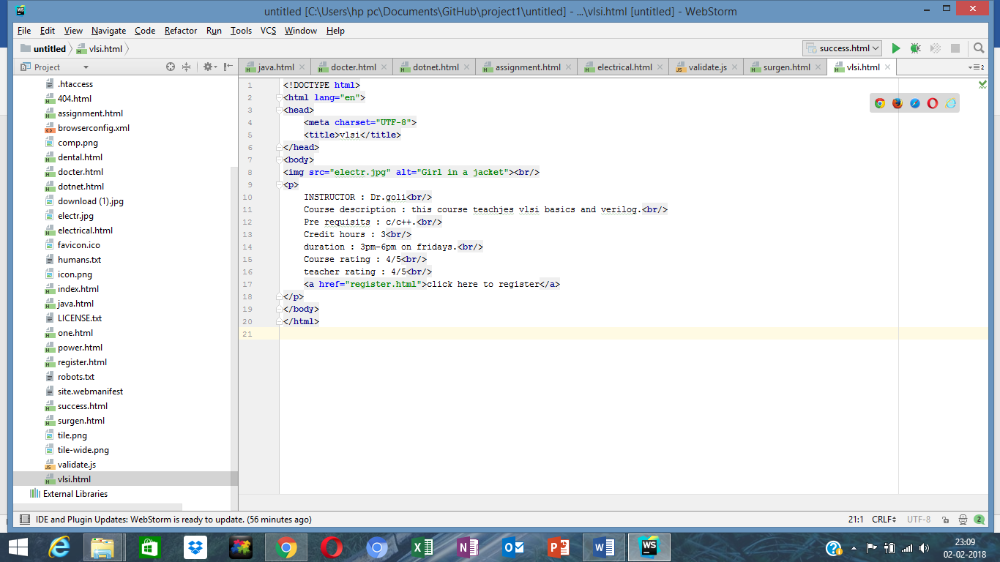 untitled [C:\Users\hp pc\Documents\GitHub\project1\untitled] - ...\vlsi.html [untitled] - WebStorm
File Edit View Navigate Code Refactor Run Tools VCS Window Help
untitled vlsi.html success.html
Project
java.html docter.html dotnet.html assignment.html electrical.html validate.js surgen.html vlsi.html 2
.htaccess
404.html
assignment.html
browserconfig.xml
comp.png
dental.html
docter.html
dotnet.html
download (1).jpg
electr.jpg
electrical.html
favicon.ico
humans.txt
icon.png
index.html
java.html
LICENSE.txt
one.html
power.html
register.html
robots.txt
site.webmanifest
success.html
surgen.html
tile.png
tile-wide.png
validate.js
vlsi.html
External Libraries
1 <!DOCTYPE html>
2 <html lang="en">
3 <head>
4 <meta charset="UTF-8">
5 <title>vlsi</title>
6 </head>
7 <body>
8 <img src="electr.jpg" alt="Girl in a jacket"><br/>
9 <p>
10 INSTRUCTOR : Dr.goli<br/>
11 Course description : this course teachjes vlsi basics and verilog.<br/>
12 Pre requisits : c/c++.<br/>
13 Credit hours : 3<br/>
14 duration : 3pm-6pm on fridays.<br/>
15 Course rating : 4/5<br/>
16 teacher rating : 4/5<br/>
17 <a href="register.html">click here to register</a>
18 </p>
19 </body>
20 </html>
21
IDE and Plugin Updates: WebStorm is ready to update. (56 minutes ago) 21:1 CRLF UTF-8 2
23:09
02-02-2018